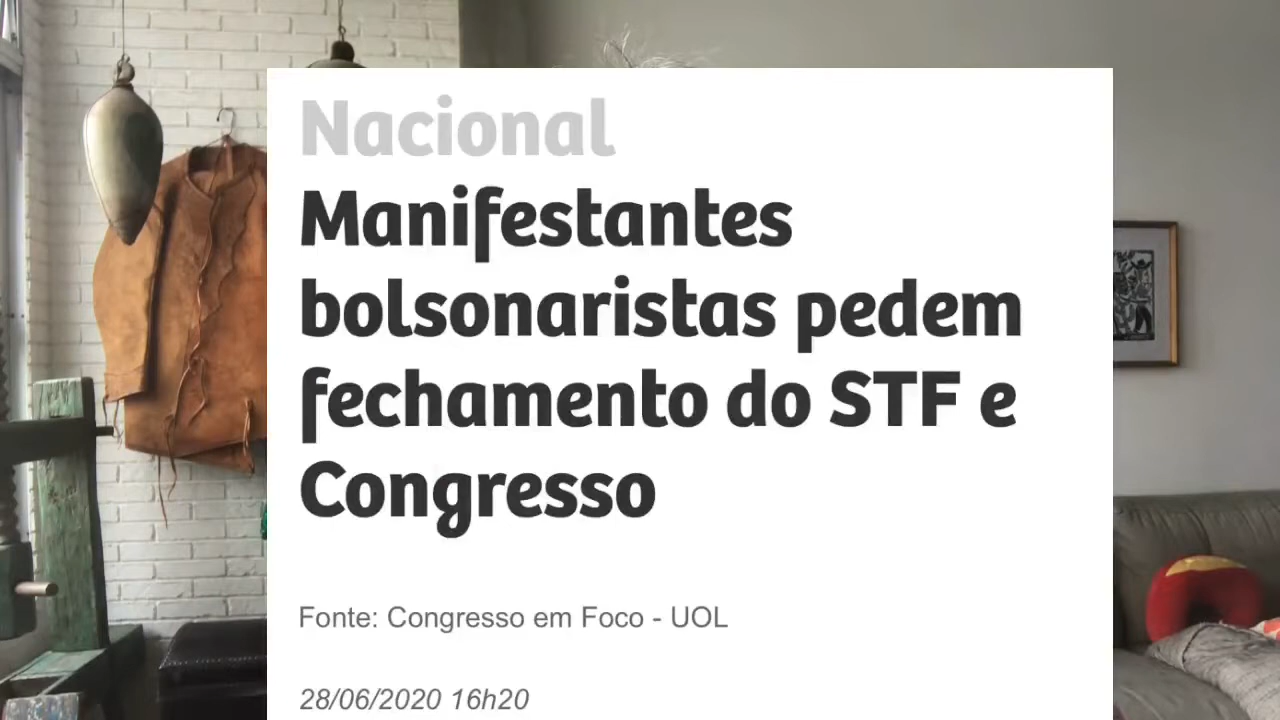 Nacional
Manifestantes
bolsonaristas pedem
fechamento do STF e
Congresso
Fonte: Congresso em Foco - UOL
28/06/2020 16h20